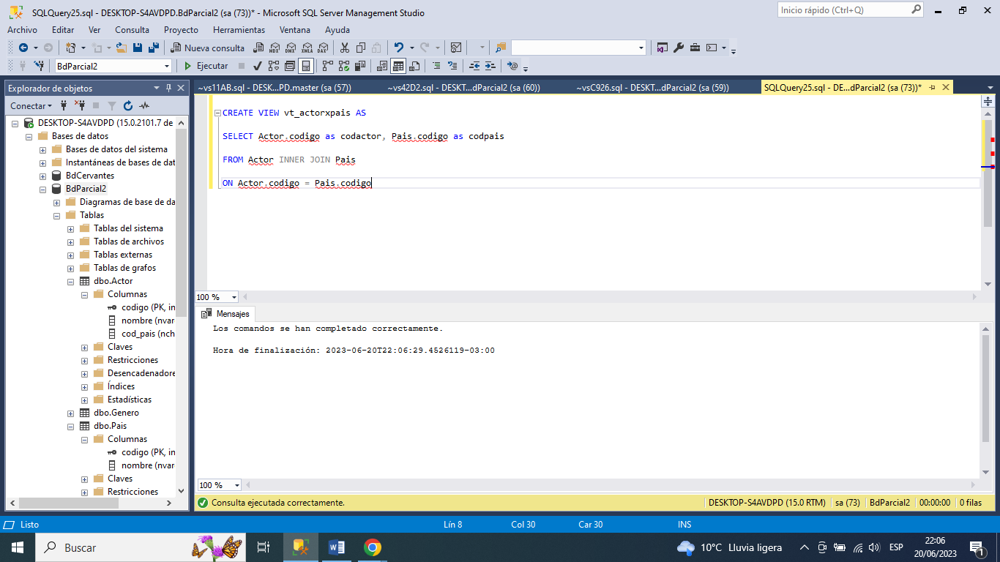 SQLQuery25.sql - DESKTOP-S4AVDPD.BdParcial2 (sa (73))* - Microsoft SQL Server Management Studio
Inicio rápido (Ctrl+Q)
Archivo Editar Ver Consulta Proyecto Herramientas Ventana Ayuda
Nueva consulta
MDX DMX XMLA DAX
BdParcial2
Ejecutar
Explorador de objetos
~vs11AB.sql - DESK...PD.master (sa (57))
~vs42D2.sql - DESKT...dParcial2 (sa (60))
~vsC926.sql - DESKT...dParcial2 (sa (59))
SQLQuery25.sql - DE...dParcial2 (sa (73))*
Conectar
DESKTOP-S4AVDPD (15.0.2101.7 de
Bases de datos
Bases de datos del sistema
Instantáneas de bases de dat
BdCervantes
BdParcial2
Diagramas de base de da
Tablas
Tablas del sistema
Tablas de archivos
Tablas externas
Tablas de grafos
dbo.Actor
Columnas
codigo (PK, in
nombre (nvar
cod_pais (nch
Claves
Restricciones
Desencadenadore
Índices
Estadísticas
dbo.Genero
dbo.Pais
Columnas
codigo (PK, in
nombre (nvar
Claves
Restricciones
CREATE VIEW vt_actorxpais AS
SELECT Actor.codigo as codactor, Pais.codigo as codpais
FROM Actor INNER JOIN Pais
ON Actor.codigo = Pais.codigo
100 %
Mensajes
Los comandos se han completado correctamente.
Hora de finalización: 2023-06-20T22:06:29.4526119-03:00
100 %
Consulta ejecutada correctamente.
DESKTOP-S4AVDPD (15.0 RTM) sa (73) BdParcial2 00:00:00 0 filas
Listo
Lín 8 Col 30 Car 30 INS
Buscar
10°C Lluvia ligera
ESP
22:06
20/06/2023
1